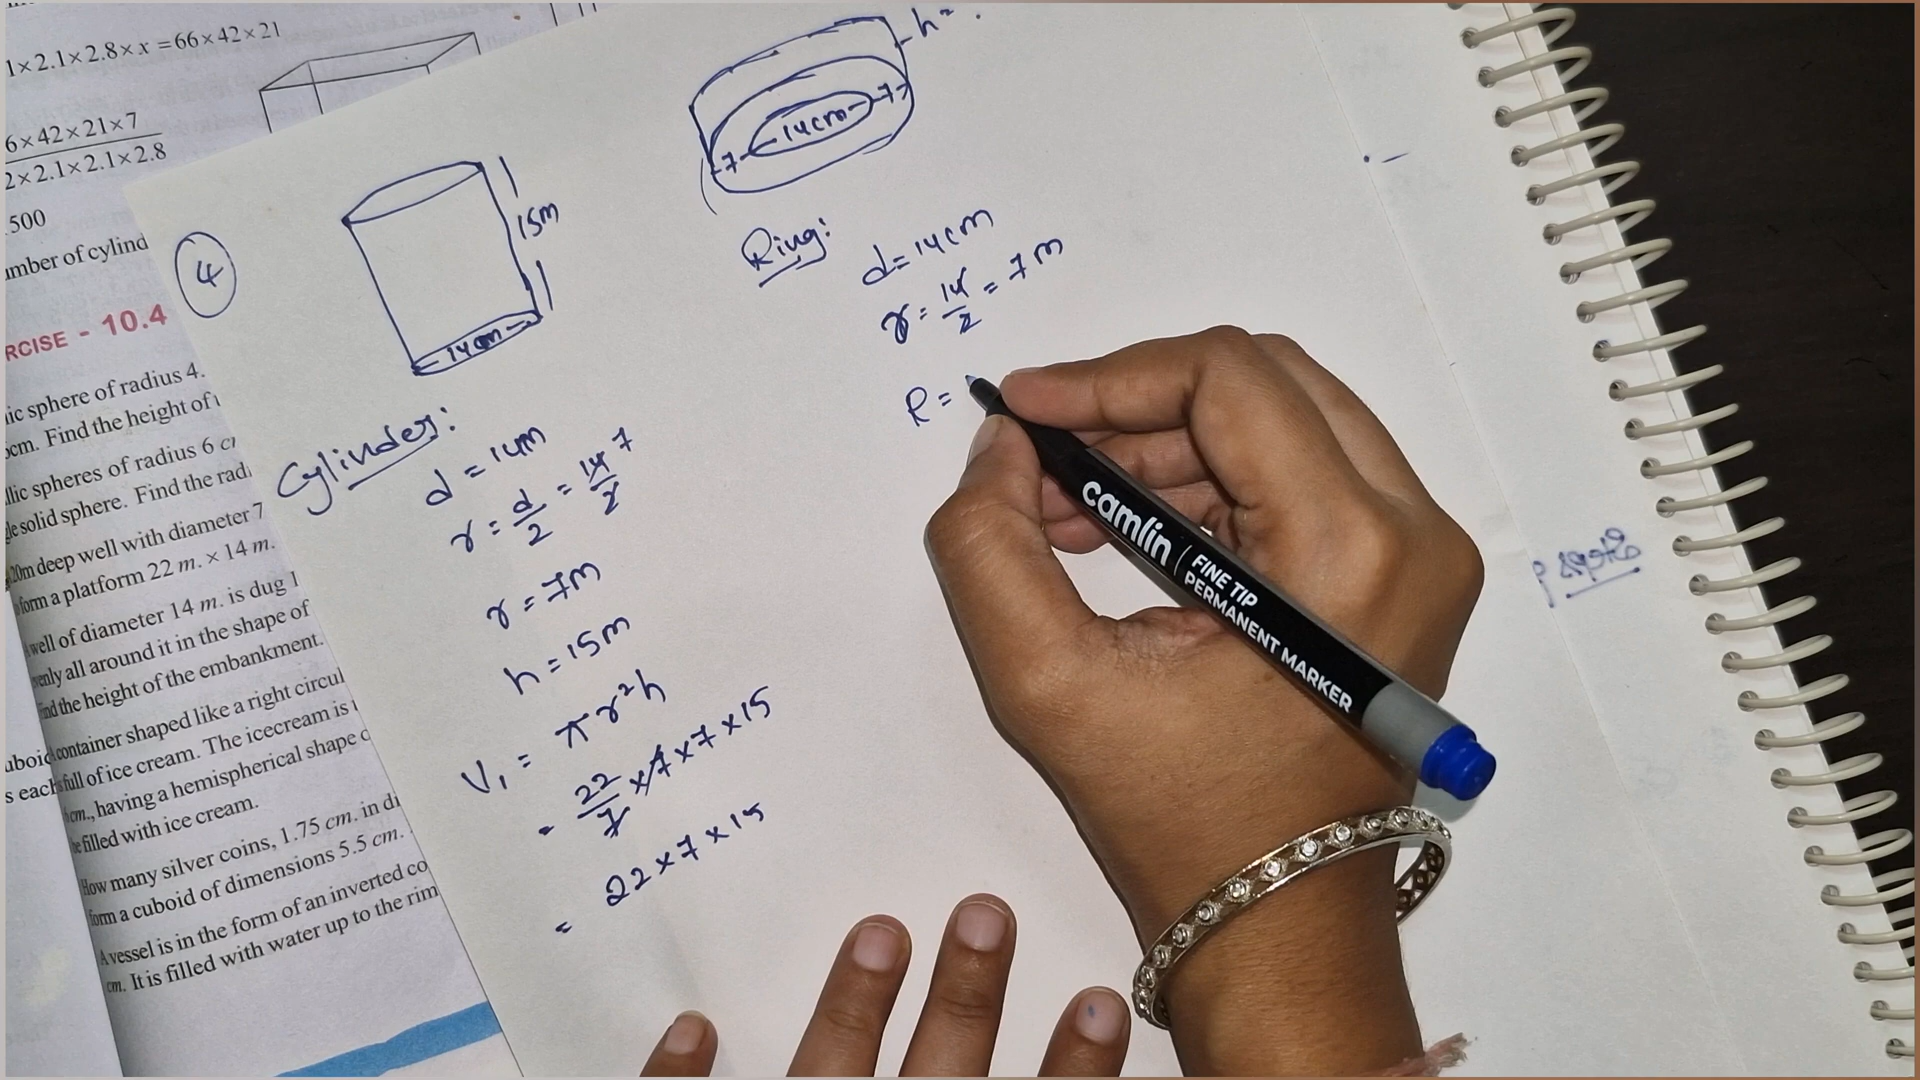 1×2.1×2.8×x=66×42×21
6×42×21×7
2×2.1×2.1×2.8
500
umber of cylind
RCISE - 10.4
ic sphere of radius 4.
cm. Find the height of
llic spheres of radius 6 c
le solid sphere. Find the radi
20m deep well with diameter 7
form a platform 22 m. × 14 m.
well of diameter 14 m. is dug 1
venly all around it in the shape of
ind the height of the embankment.
container shaped like a right circul
full of ice cream. The icecream is
cm., having a hemispherical shape
be filled with ice cream.
uboid
s each
How many silver coins, 1.75 cm. in di
form a cuboid of dimensions 5.5 cm.
A vessel is in the form of an inverted co
cm. It is filled with water up to the rim
4
15m
14cm
Cylinder:
d = 14m
r = d/2 = 14/2 7
r = 7m
h = 15m
V1 = πr²h
= 22/7 × 7 × 7 × 15
= 22 × 7 × 15
h= .
7 14cm 7
Ring:
d = 14cm
r = 14/2 = 7m
R =
camlin
FINE TIP
PERMANENT MARKER